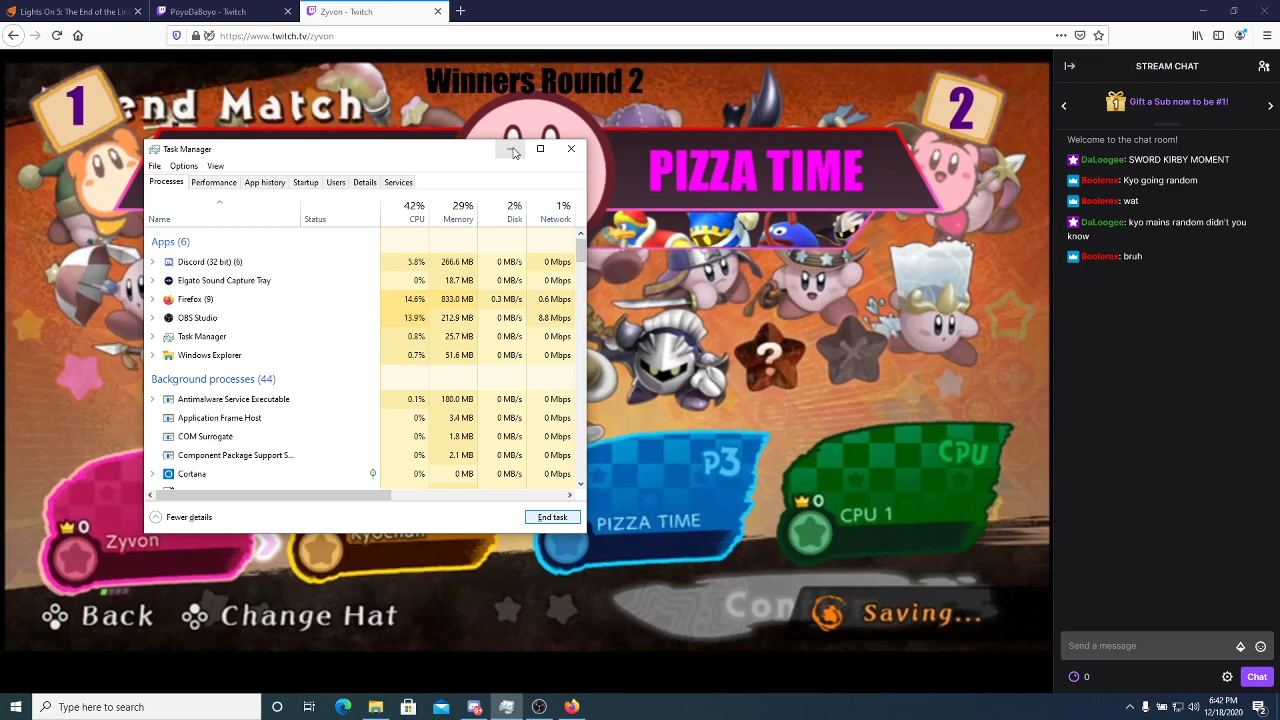 Lights On 5: The End of the Lin
PoyoDaBoyo - Twitch
Zyvon - Twitch
https://www.twitch.tv/zyvon
Winners Round 2
1
end Match
2
PIZZA TIME
Task Manager
File Options View
Processes Performance App history Startup Users Details Services
42% 29% 2% 1%
Name Status CPU Memory Disk Network
Apps (6)
Discord (32 bit) (6) 5.8% 266.6 MB 0 MB/s 0 Mbps
Elgato Sound Capture Tray 0% 18.7 MB 0 MB/s 0 Mbps
Firefox (9) 14.6% 833.0 MB 0.3 MB/s 0.6 Mbps
OBS Studio 13.9% 212.9 MB 0 MB/s 8.8 Mbps
Task Manager 0.8% 25.7 MB 0 MB/s 0 Mbps
Windows Explorer 0.7% 51.6 MB 0 MB/s 0 Mbps
Background processes (44)
Antimalware Service Executable 0.1% 180.0 MB 0 MB/s 0 Mbps
Application Frame Host 0% 3.4 MB 0 MB/s 0 Mbps
COM Surrogate 0% 1.8 MB 0 MB/s 0 Mbps
Component Package Support S... 0% 2.1 MB 0 MB/s 0 Mbps
Cortana 0% 0 MB 0 MB/s 0 Mbps
Fewer details
End task
?
0
Zyvon
KyoChan
P3
PIZZA TIME
CPU
0
CPU 1
Back
Change Hat
Con
Saving...
STREAM CHAT
1
Gift a Sub now to be #1!
Welcome to the chat room!
DaLoogee: SWORD KIRBY MOMENT
Boolerex: Kyo going random
Boolerex: wat
DaLoogee: kyo mains random didn't you
know
Boolerex: bruh
Send a message
0
Chat
Type here to search
6:42 PM
12/18/2020
2